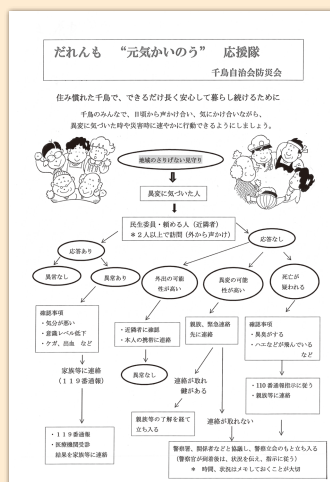 だれんも “元気かいのう” 応援隊
千鳥自治会防災会
住み慣れた千鳥で、できるだけ長く安心して暮らし続けるために
千鳥のみんなで、日頃から声かけ合い、気にかけ合いながら、
異変に気づいた時や災害時に速やかに行動できるようにしましょう。
地域のさりげない見守り
異変に気づいた人
民生委員・頼める人（近隣者）
＊2人以上で訪問（外から声かけ）
応答あり
応答なし
異常なし
異常あり
外出の可能
性が高い
異変の可能
性が高い
死亡が
疑われる
確認事項
・気分が悪い
・意識レベル低下
・ケガ、出血 など
・近隣者に確認
・本人の携帯に連絡
親族、緊急連絡
先に連絡
確認事項
・異臭がする
・ハエなどが飛んでいる
など
家族等に連絡
（119番通報）
異常なし
連絡が取れ
鍵がある
・110番通報指示に従う
・親族等に連絡
親族等の了解を経て
立ち入る
連絡が取れない
・119番通報
・医療機関受診
結果を家族等に連絡
警察署、関係者などと協議し、警察立会のもと立ち入る
（警察官が到着後は、状況を伝え、指示に従う）
＊ 時間、状況はメモしておくことが大切